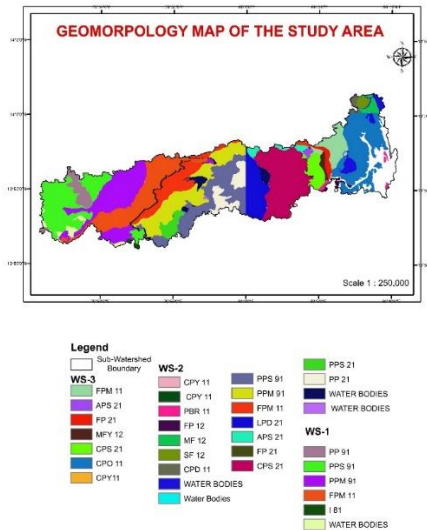 GEOMORPOLOGY MAP OF THE STUDY AREA
Scale 1 : 250,000
Legend
Sub-Watershed
Boundary
WS-3
FPM 11
APS 21
FP 21
MFY 12
CPS 21
CPO 11
CPY11
WS-2
CPY 11
CPY 11
PBR 11
FP 12
MF 12
SF 12
CPD 11
WATER BODIES
Water Bodies
PPS 91
PPM 91
FPM 11
LPD 21
APS 21
FP 21
CPS 21
PPS 21
PP 21
WATER BODIES
WATER BODIES
WS-1
PP 91
PPS 91
PPM 91
FPM 11
I 81
WATER BODIES